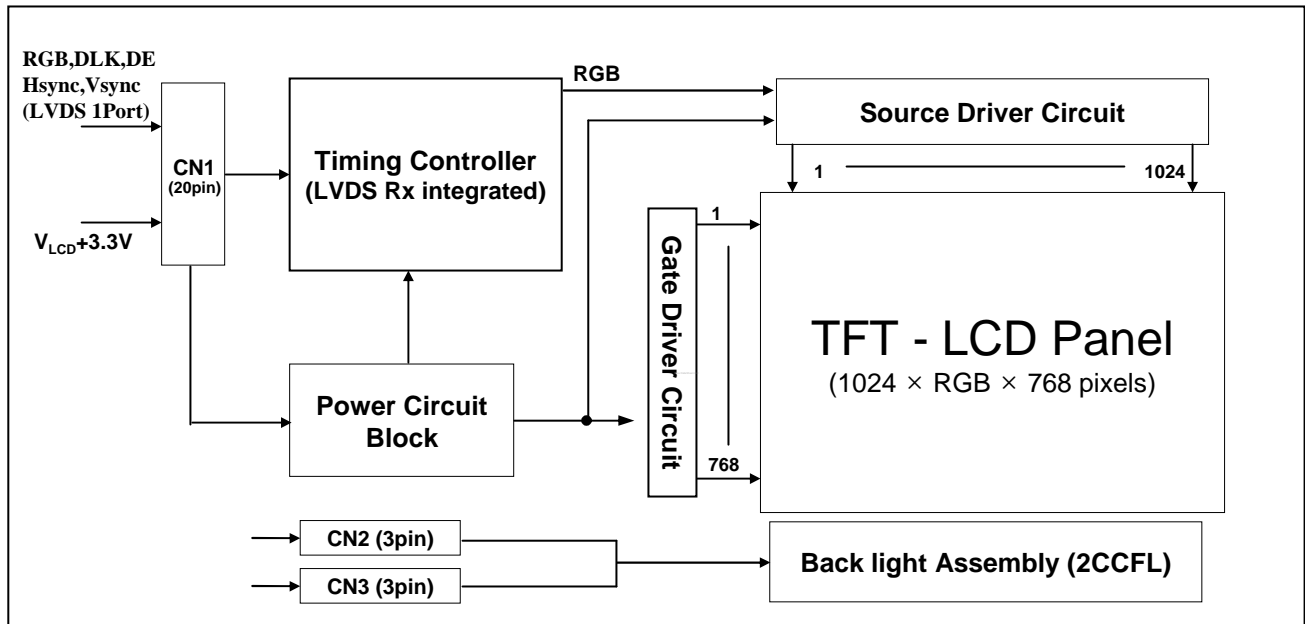 RGB,DLK,DE
Hsync,Vsync
(LVDS 1Port)
CN1
(20pin)
V_LCD+3.3V
Timing Controller
(LVDS Rx integrated)
RGB
Source Driver Circuit
1
1024
Gate Driver Circuit
1
768
TFT - LCD Panel
(1024 × RGB × 768 pixels)
Power Circuit
Block
CN2 (3pin)
CN3 (3pin)
Back light Assembly (2CCFL)